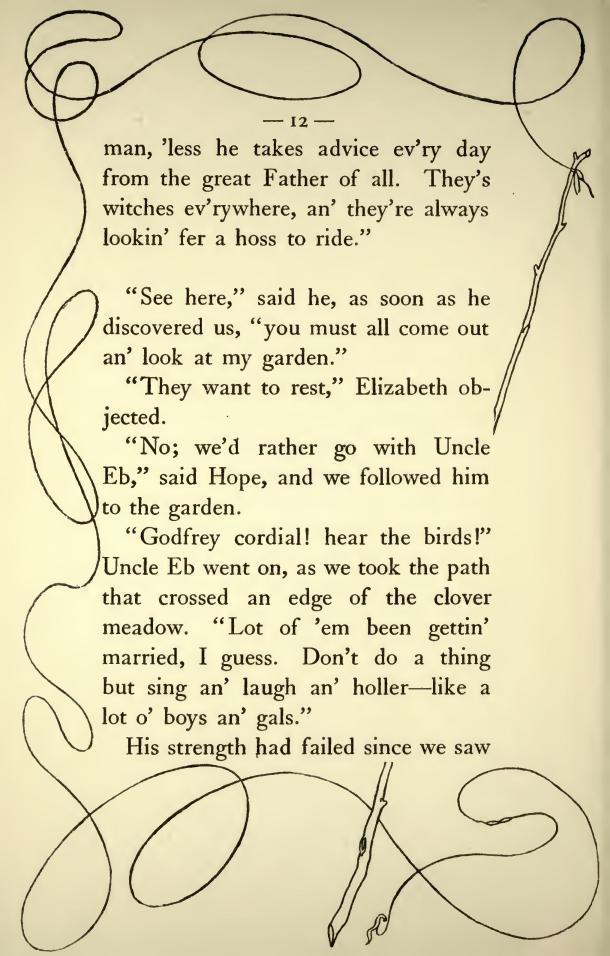 — 12 —
man, ’less he takes advice ev’ry day
from the great Father of all. They’s
witches ev’rywhere, an’ they’re always
lookin’ fer a hoss to ride.”
“See here,” said he, as soon as he
discovered us, “you must all come out
an’ look at my garden.”
“They want to rest,” Elizabeth ob-
jected.
“No; we’d rather go with Uncle
Eb,” said Hope, and we followed him
to the garden.
“Godfrey cordial! hear the birds!”
Uncle Eb went on, as we took the path
that crossed an edge of the clover
meadow. “Lot of ’em been gettin’
married, I guess. Don’t do a thing
but sing an’ laugh an’ holler—like a
lot o’ boys an’ gals.”
His strength had failed since we saw